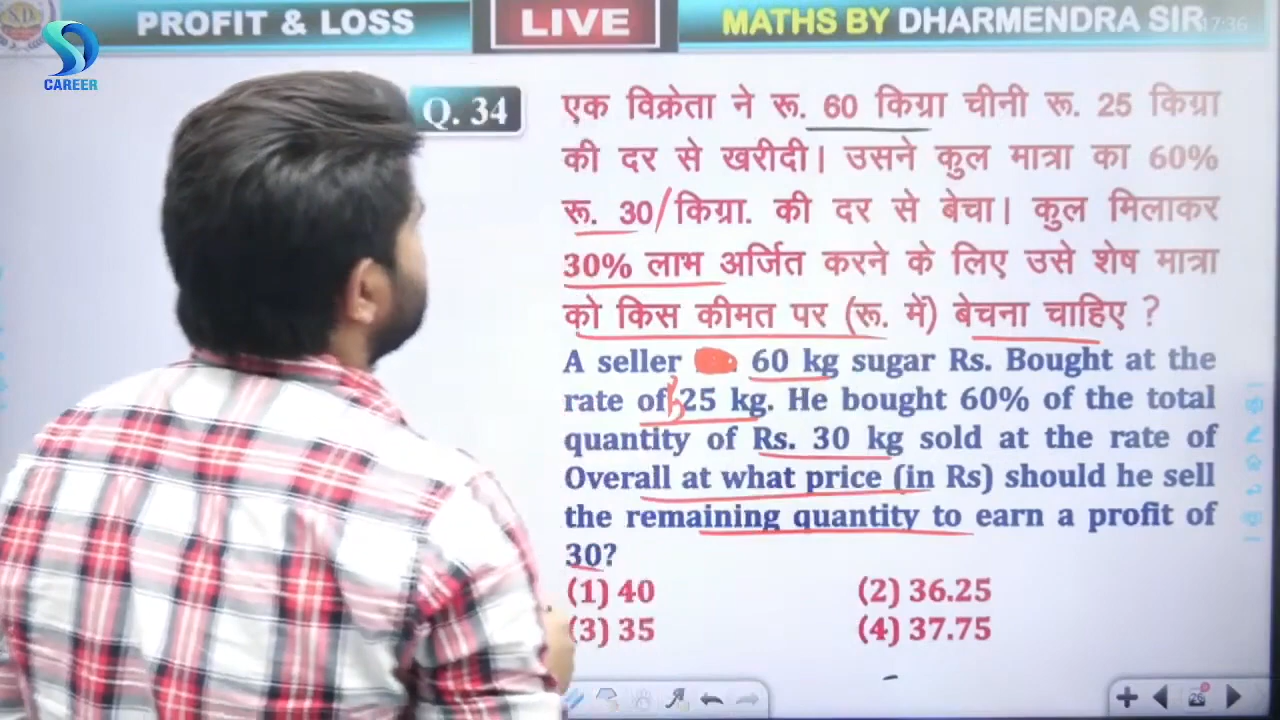 PROFIT & LOSS
LIVE
MATHS BY DHARMENDRA SIR
17:36
CAREER
Q. 34
एक विक्रेता ने रू. 60 किग्रा चीनी रू. 25 किग्रा
की दर से खरीदी। उसने कुल मात्रा का 60%
रू. 30/किग्रा. की दर से बेचा। कुल मिलाकर
30% लाभ अर्जित करने के लिए उसे शेष मात्रा
को किस कीमत पर (रू. में) बेचना चाहिए ?
A seller 60 kg sugar Rs. Bought at the
rate of 25 kg. He bought 60% of the total
quantity of Rs. 30 kg sold at the rate of
Overall at what price (in Rs) should he sell
the remaining quantity to earn a profit of
30?
(1) 40
(2) 36.25
(3) 35
(4) 37.75